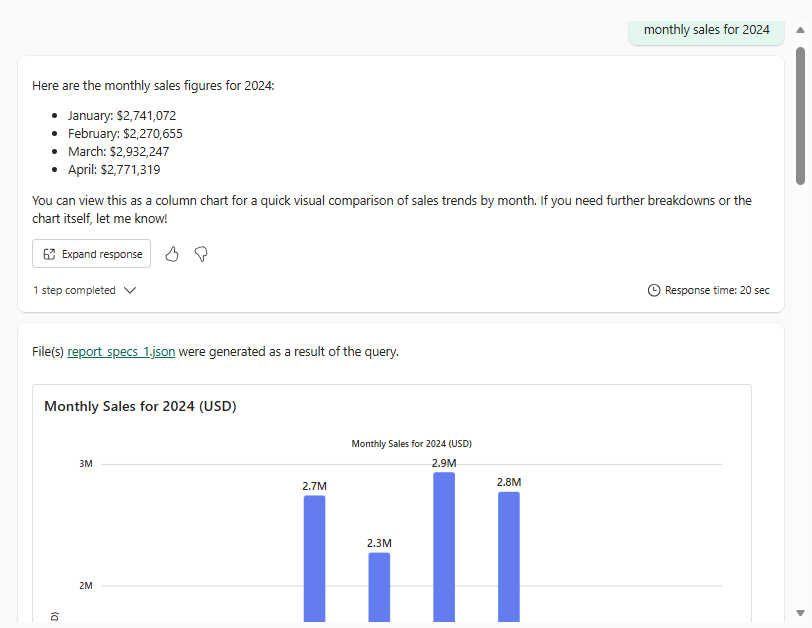 monthly sales for 2024
Here are the monthly sales figures for 2024:
• January: $2,741,072
• February: $2,270,655
• March: $2,932,247
• April: $2,771,319
You can view this as a column chart for a quick visual comparison of sales trends by month. If you need further breakdowns or the
chart itself, let me know!
Expand response
1 step completed
Response time: 20 sec
File(s) report_specs_1.json were generated as a result of the query.
Monthly Sales for 2024 (USD)
Monthly Sales for 2024 (USD)
3M
2.9M
2.7M
2.8M
2.3M
2M